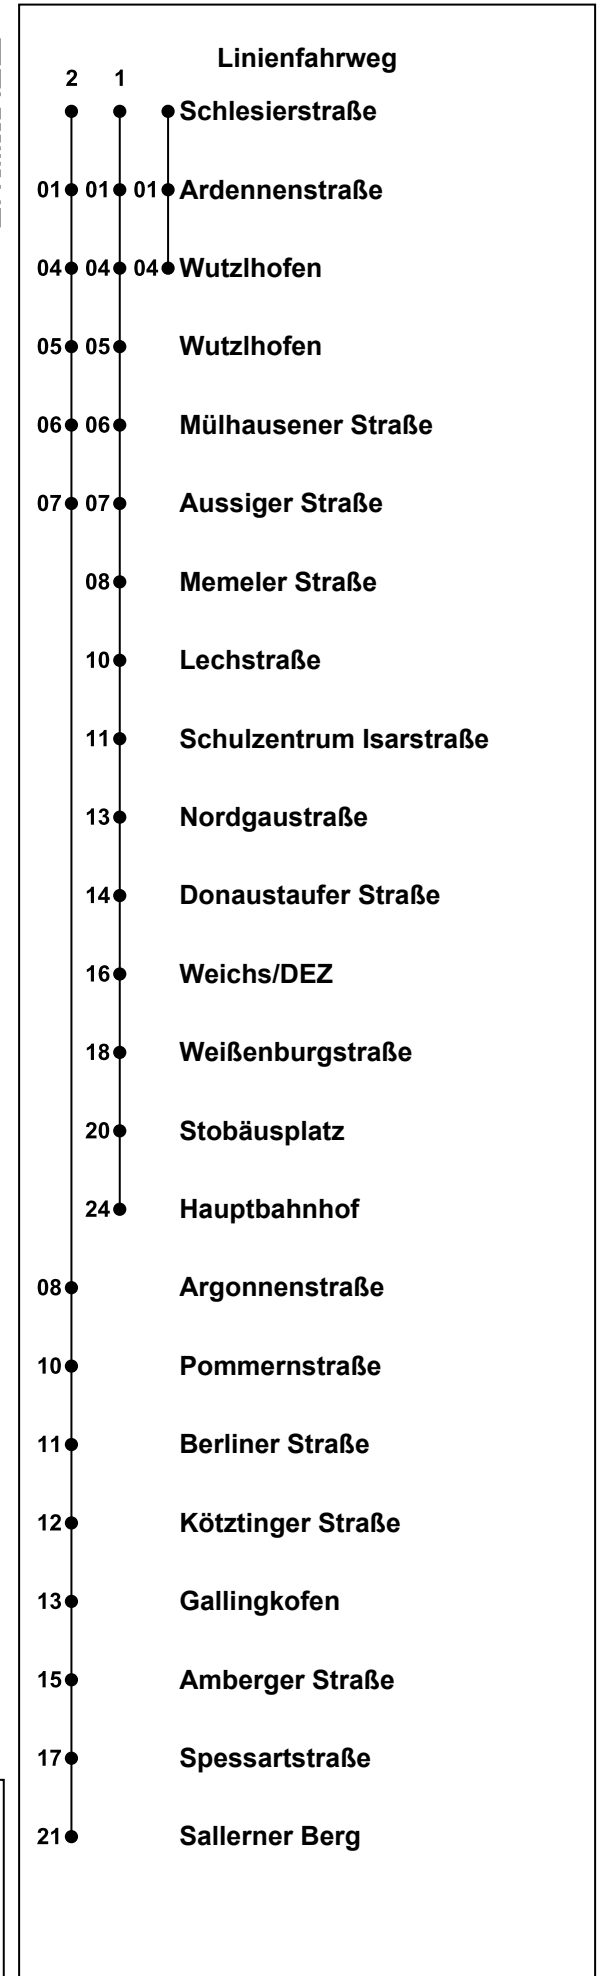 Linienfahrweg
2 1
Schlesierstraße
01 01 01 Ardennenstraße
04 04 04 Wutzlhofen
05 05 Wutzlhofen
06 06 Mülhausener Straße
07 07 Aussiger Straße
08 Memeler Straße
10 Lechstraße
11 Schulzentrum Isarstraße
13 Nordgaustraße
14 Donaustaufer Straße
16 Weichs/DEZ
18 Weißenburgstraße
20 Stobäusplatz
24 Hauptbahnhof
08 Argonnenstraße
10 Pommernstraße
11 Berliner Straße
12 Kötztinger Straße
13 Gallingkofen
15 Amberger Straße
17 Spessartstraße
21 Sallerner Berg